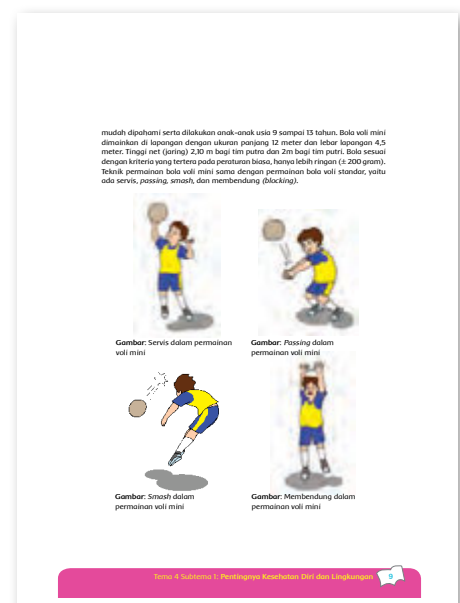 mudah dipahami serta dilakukan anak-anak usia 9 sampai 13 tahun. Bola voli mini
dimainkan di lapangan dengan ukuran panjang 12 meter dan lebar lapangan 4,5
meter. Tinggi net (jaring) 2,10 m bagi tim putra dan 2m bagi tim putri. Bola sesuai
dengan kriteria yang tertera pada peraturan biasa, hanya lebih ringan (± 200 gram).
Teknik permainan bola voli mini sama dengan permainan bola voli standar, yaitu
ada servis, passing, smash, dan membendung (blocking).
Gambar: Servis dalam permainan
voli mini
Gambar: Passing dalam
permainan voli mini
Gambar: Smash dalam
permainan voli mini
Gambar: Membendung dalam
permainan voli mini
Tema 4 Subtema 1: Pentingnya Kesehatan Diri dan Lingkungan 9